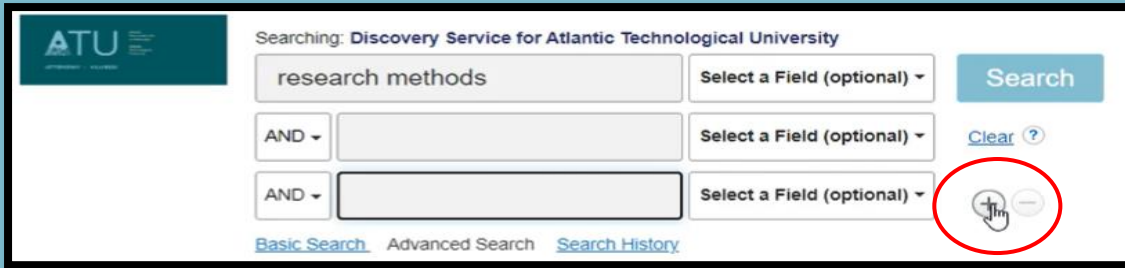 ATU
Searching: Discovery Service for Atlantic Technological University
research methods Select a Field (optional) Search
AND Select a Field (optional) Clear ?
AND Select a Field (optional)
Basic Search Advanced Search Search History